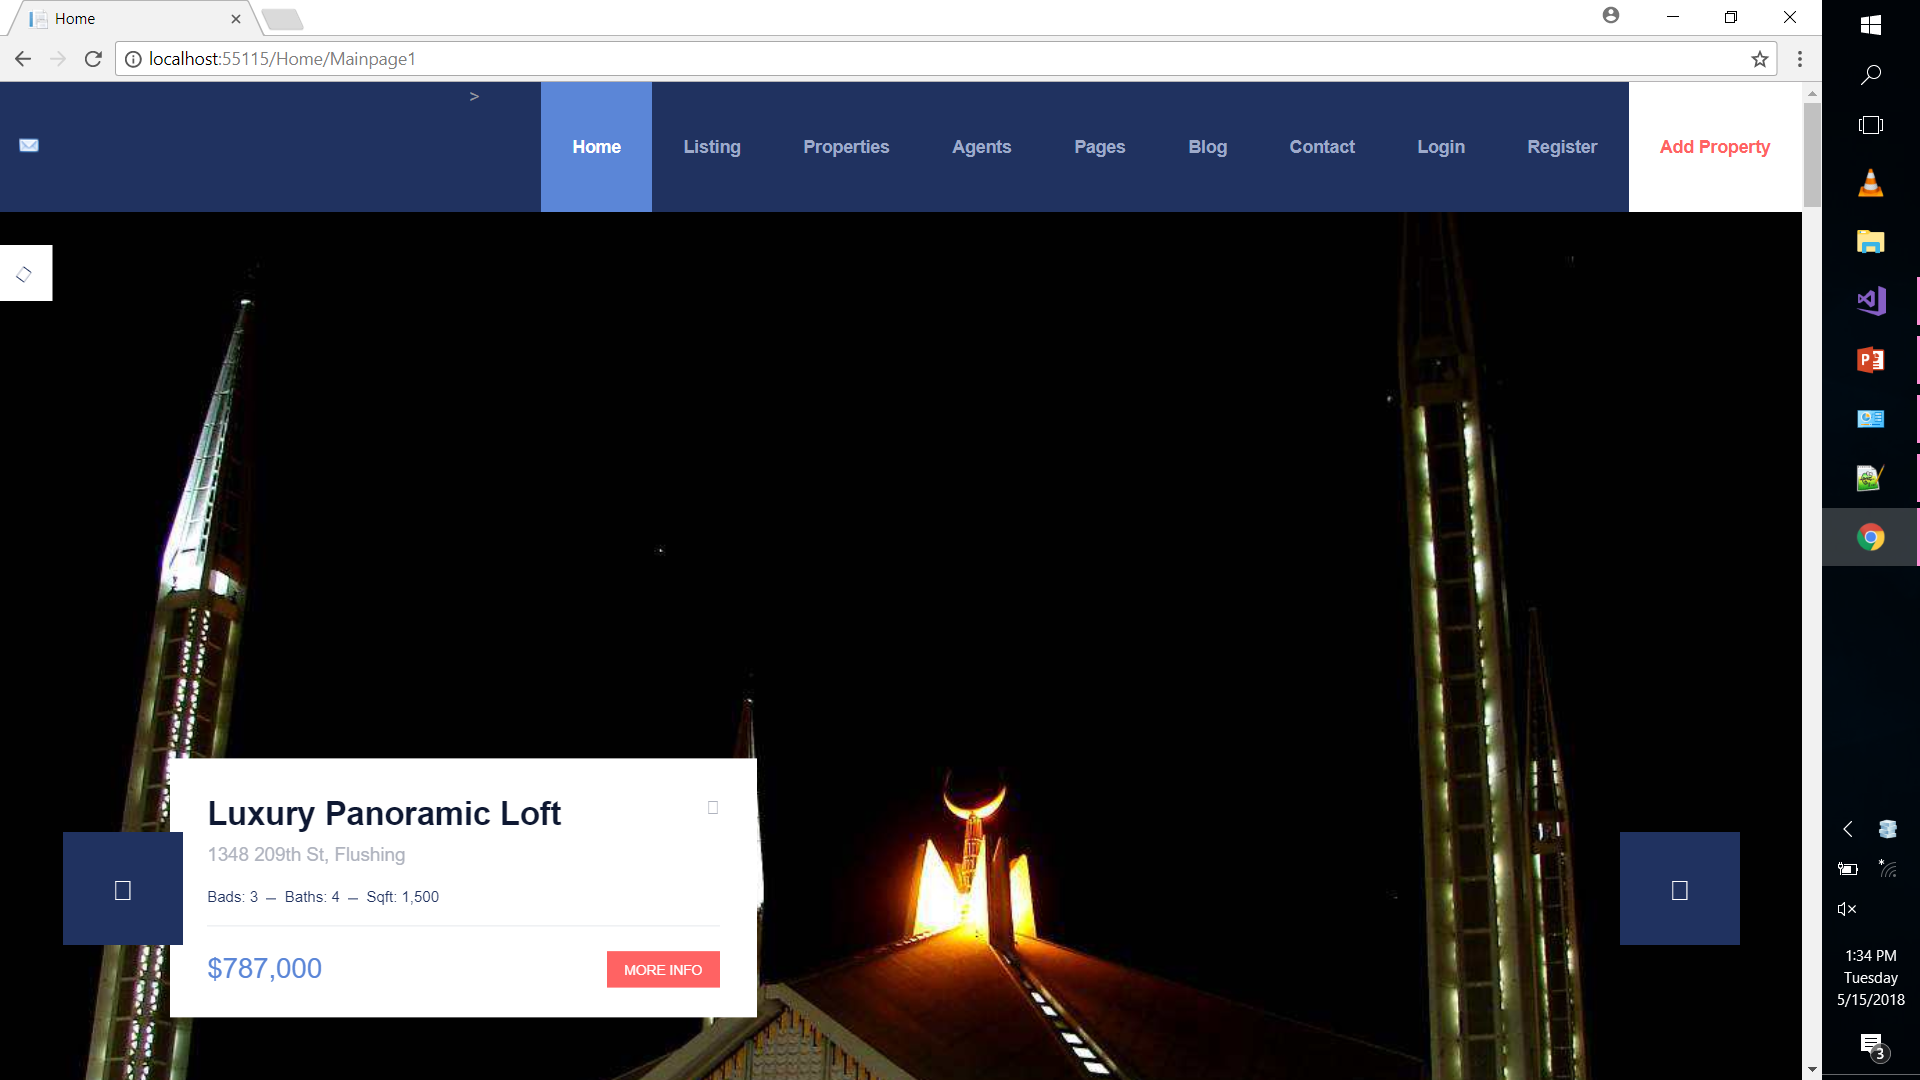 Home
localhost:55115/Home/Mainpage1
>
Home Listing Properties Agents Pages Blog Contact Login Register Add Property
Luxury Panoramic Loft
1348 209th St, Flushing
Bads: 3 – Baths: 4 – Sqft: 1,500
$787,000 MORE INFO
1:34 PM
Tuesday
5/15/2018
3